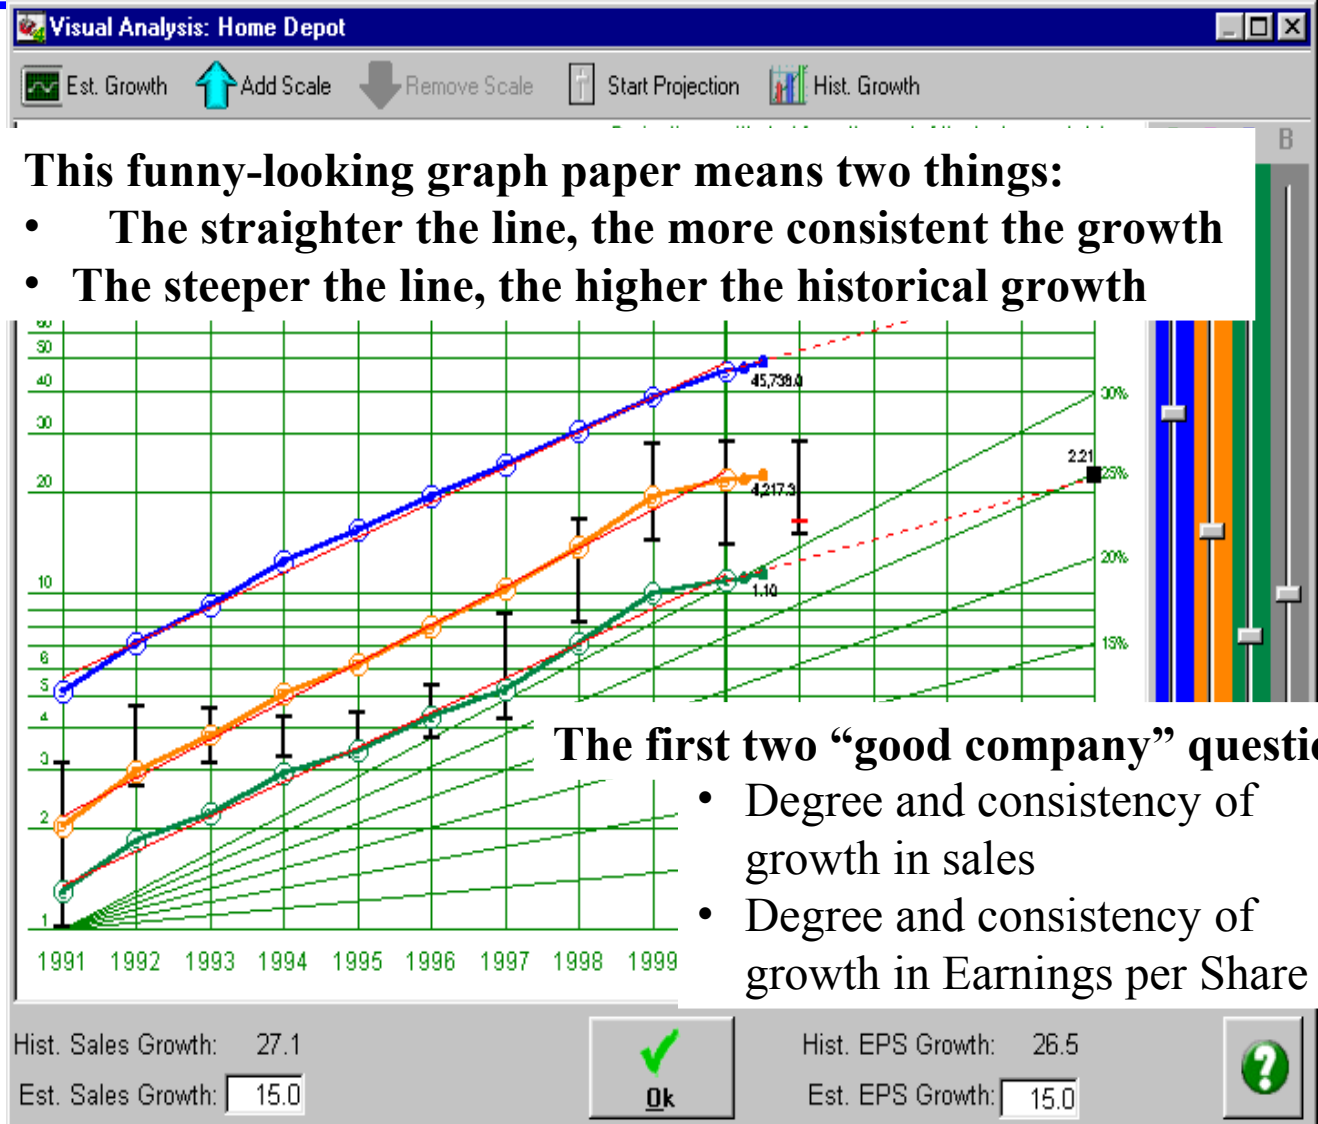 Visual Analysis: Home Depot
Est. Growth Add Scale Remove Scale Start Projection Hist. Growth
B
This funny-looking graph paper means two things:
• The straighter the line, the more consistent the growth
• The steeper the line, the higher the historical growth
50
40
45,739.0
30%
30
2.21
25%
20
4,217.3
20%
10
1.10
15%
6
5
4
The first two “good company” questio
3
• Degree and consistency of
growth in sales
2
• Degree and consistency of
growth in Earnings per Share
1
1991 1992 1993 1994 1995 1996 1997 1998 1999
Hist. Sales Growth: 27.1
Est. Sales Growth: 15.0
Ok
Hist. EPS Growth: 26.5
Est. EPS Growth: 15.0
?